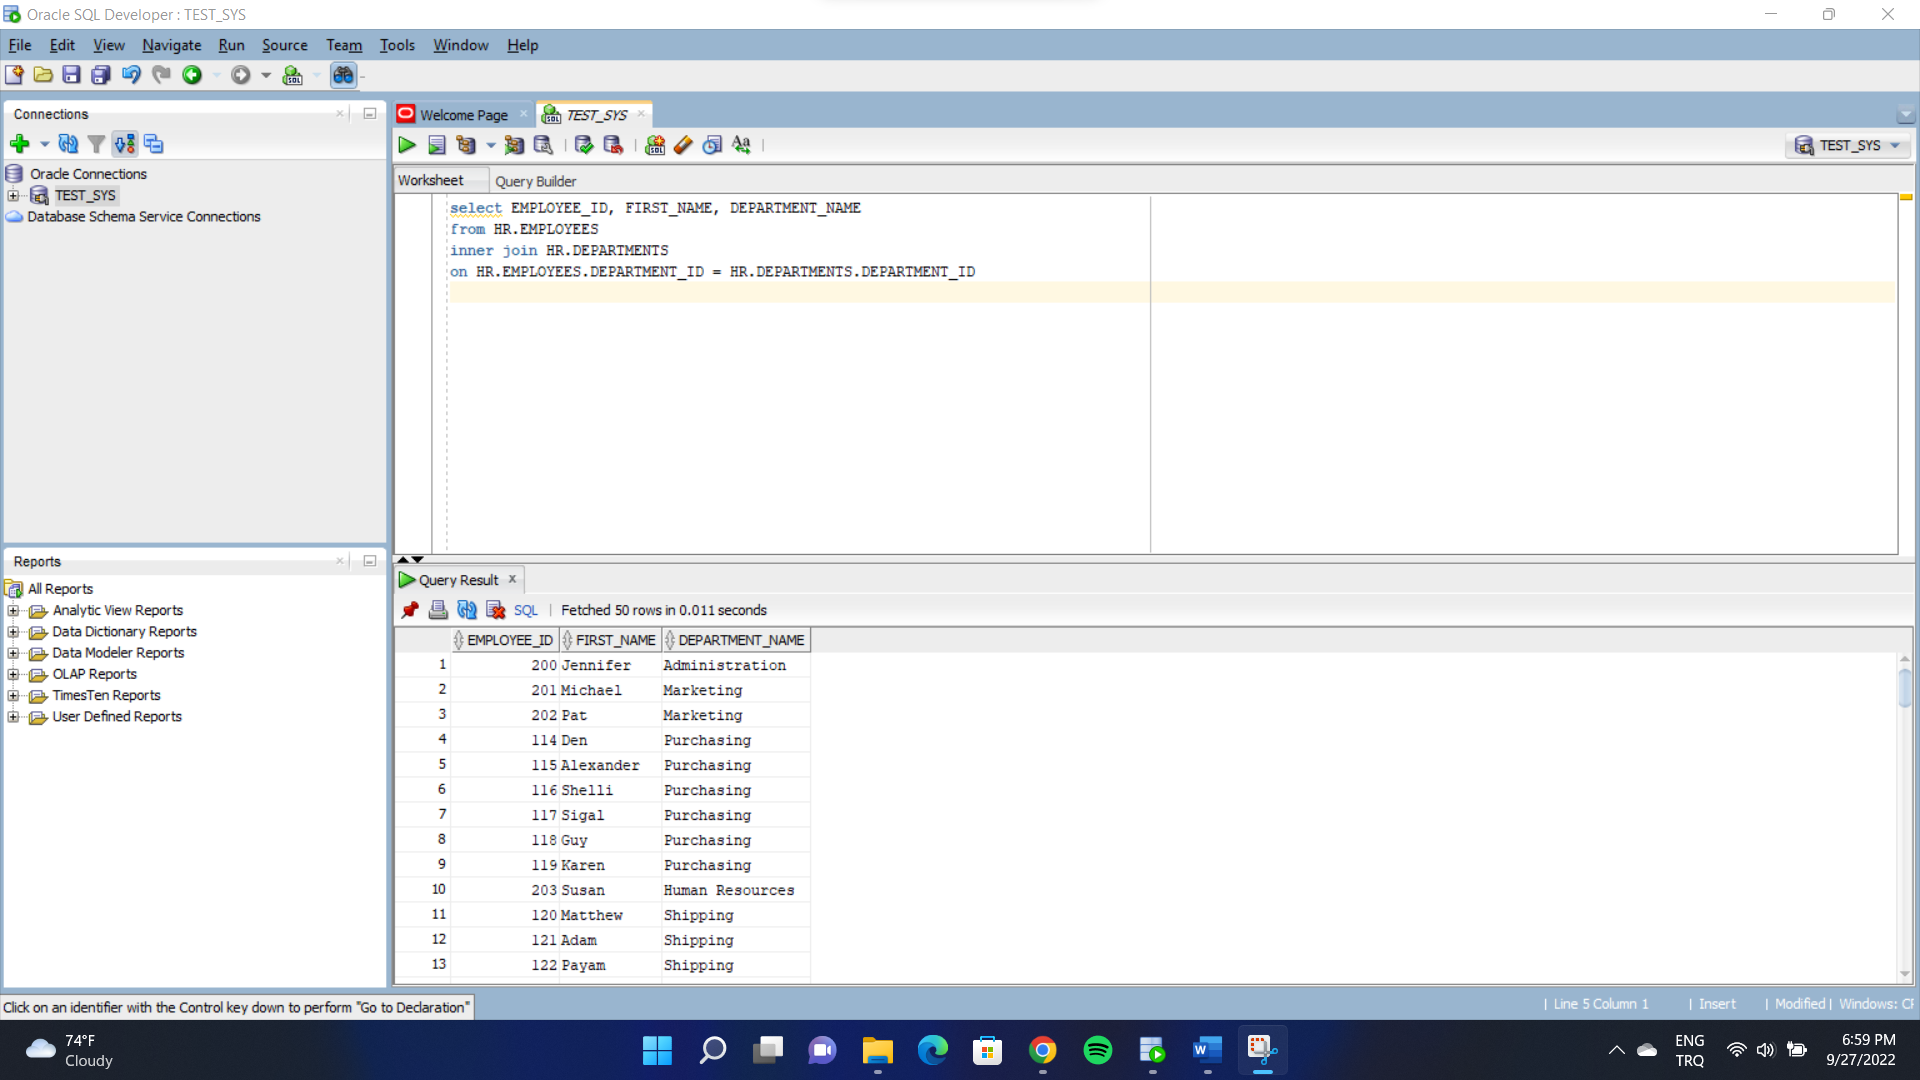 Oracle SQL Developer : TEST_SYS
File Edit View Navigate Run Source Team Tools Window Help
Connections
Oracle Connections
TEST_SYS
Database Schema Service Connections
Reports
All Reports
Analytic View Reports
Data Dictionary Reports
Data Modeler Reports
OLAP Reports
TimesTen Reports
User Defined Reports
Welcome Page TEST_SYS
TEST_SYS
Worksheet Query Builder
select EMPLOYEE_ID, FIRST_NAME, DEPARTMENT_NAME
from HR.EMPLOYEES
inner join HR.DEPARTMENTS
on HR.EMPLOYEES.DEPARTMENT_ID = HR.DEPARTMENTS.DEPARTMENT_ID
Query Result x
SQL | Fetched 50 rows in 0.011 seconds
EMPLOYEE_ID FIRST_NAME DEPARTMENT_NAME
1 200 Jennifer Administration
2 201 Michael Marketing
3 202 Pat Marketing
4 114 Den Purchasing
5 115 Alexander Purchasing
6 116 Shelli Purchasing
7 117 Sigal Purchasing
8 118 Guy Purchasing
9 119 Karen Purchasing
10 203 Susan Human Resources
11 120 Matthew Shipping
12 121 Adam Shipping
13 122 Payam Shipping
Click on an identifier with the Control key down to perform "Go to Declaration"
| Line 5 Column 1 | Insert | Modified | Windows: CF
74°F
Cloudy
ENG
TRQ
6:59 PM
9/27/2022